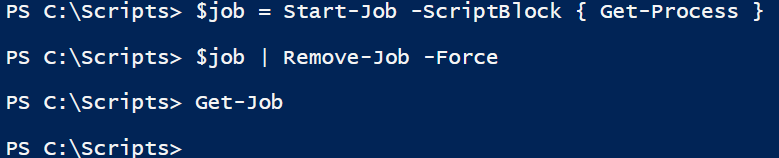 PS C:\Scripts> $job = Start-Job -ScriptBlock { Get-Process }
PS C:\Scripts> $job | Remove-Job -Force
PS C:\Scripts> Get-Job
PS C:\Scripts>